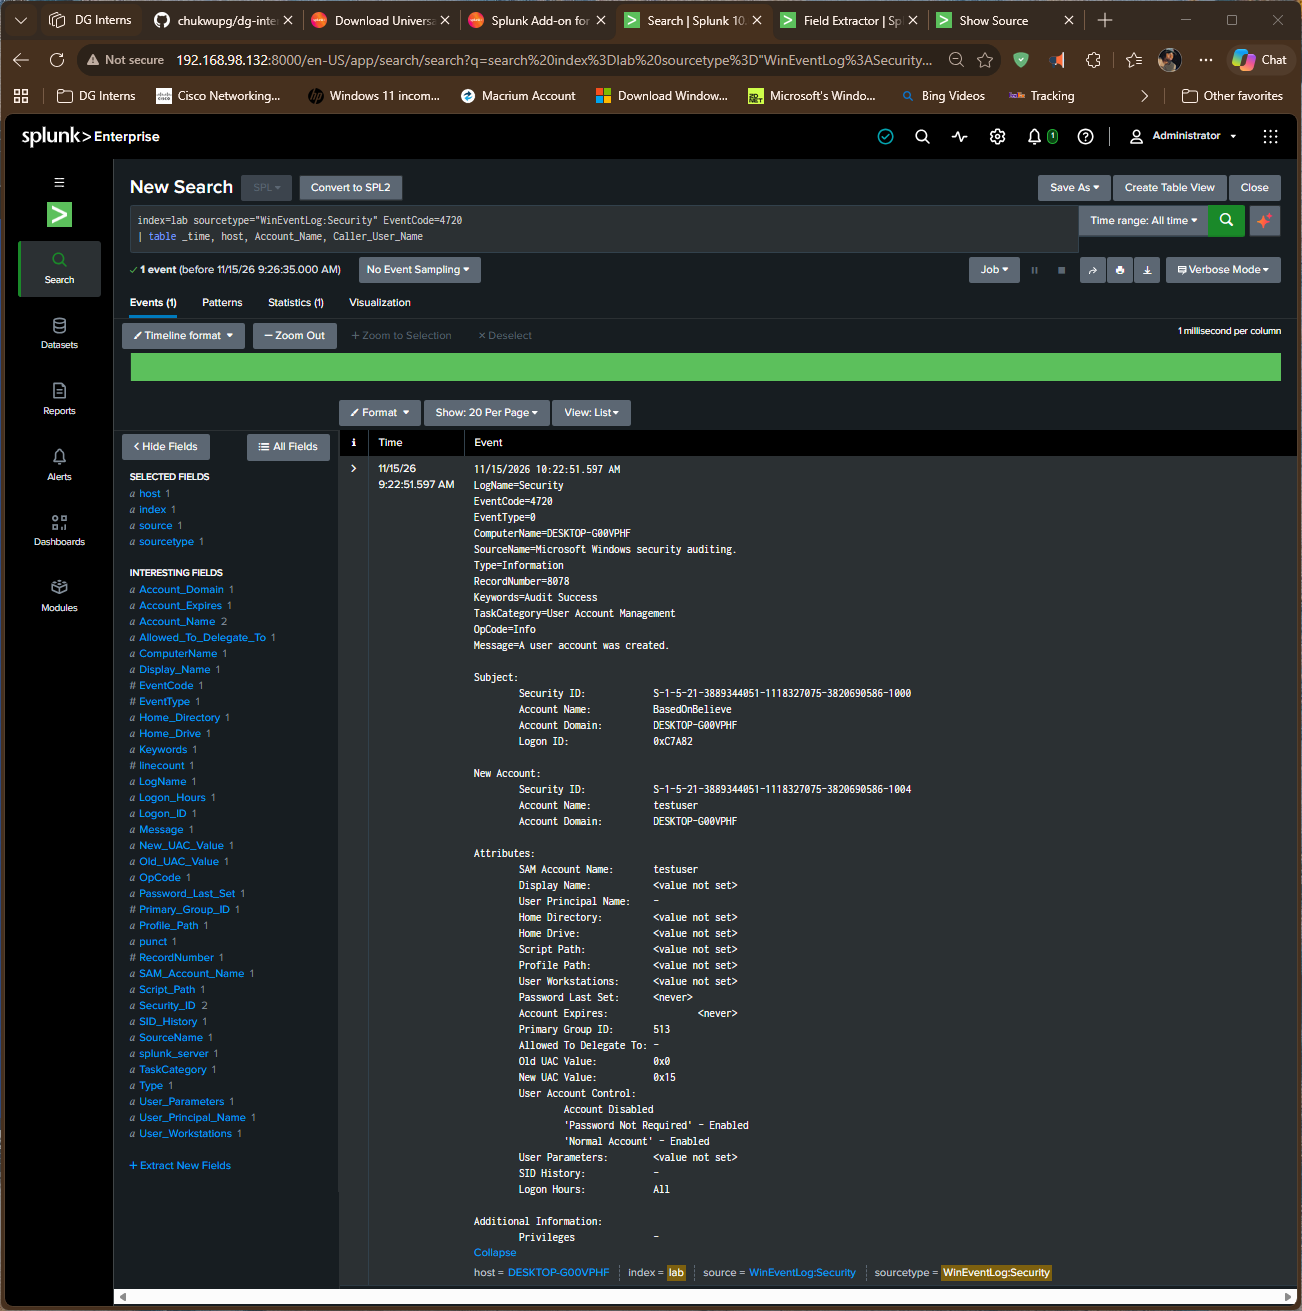 DG Interns
chukwupg/dg-inter
Download Universa
Splunk Add-on for
Search | Splunk 10.
Field Extractor | Sp
Show Source
Not secure
192.168.98.132:8000/en-US/app/search/search?q=search%20index%3Dlab%20sourcetype%3D"WinEventLog%3ASecurity...
Chat
DG Interns
Cisco Networking...
Windows 11 incom...
Macrium Account
Download Window...
Microsoft's Windo...
Bing Videos
Tracking
Other favorites
splunk>Enterprise
1
Administrator
New Search
SPL
Convert to SPL2
Save As
Create Table View
Close
index=lab sourcetype="WinEventLog:Security" EventCode=4720
| table _time, host, Account_Name, Caller_User_Name
Time range: All time
✓ 1 event (before 11/15/26 9:26:35.000 AM)
No Event Sampling
Job
Verbose Mode
Search
Datasets
Reports
Alerts
Dashboards
Modules
Events (1)
Patterns
Statistics (1)
Visualization
Timeline format
— Zoom Out
+ Zoom to Selection
× Deselect
1 millisecond per column
Format
Show: 20 Per Page
View: List
< Hide Fields
All Fields
SELECTED FIELDS
a host 1
a index 1
a source 1
a sourcetype 1
INTERESTING FIELDS
a Account_Domain 1
a Account_Expires 1
a Account_Name 2
a Allowed_To_Delegate_To 1
a ComputerName 1
a Display_Name 1
# EventCode 1
# EventType 1
a Home_Directory 1
a Home_Drive 1
a Keywords 1
# linecount 1
a LogName 1
a Logon_Hours 1
a Logon_ID 1
a Message 1
a New_UAC_Value 1
a Old_UAC_Value 1
a OpCode 1
a Password_Last_Set 1
# Primary_Group_ID 1
a Profile_Path 1
a punct 1
# RecordNumber 1
a SAM_Account_Name 1
a Script_Path 1
a Security_ID 2
a SID_History 1
a SourceName 1
a splunk_server 1
a TaskCategory 1
a Type 1
a User_Parameters 1
a User_Principal_Name 1
a User_Workstations 1
+ Extract New Fields
i
Time
Event
11/15/26
9:22:51.597 AM
11/15/2026 10:22:51.597 AM
LogName=Security
EventCode=4720
EventType=0
ComputerName=DESKTOP-G00VPHF
SourceName=Microsoft Windows security auditing.
Type=Information
RecordNumber=8078
Keywords=Audit Success
TaskCategory=User Account Management
OpCode=Info
Message=A user account was created.
Subject:
Security ID: S-1-5-21-3889344051-1118327075-3820690586-1000
Account Name: BasedOnBelieve
Account Domain: DESKTOP-G00VPHF
Logon ID: 0xC7A82
New Account:
Security ID: S-1-5-21-3889344051-1118327075-3820690586-1004
Account Name: testuser
Account Domain: DESKTOP-G00VPHF
Attributes:
SAM Account Name: testuser
Display Name: <value not set>
User Principal Name: -
Home Directory: <value not set>
Home Drive: <value not set>
Script Path: <value not set>
Profile Path: <value not set>
User Workstations: <value not set>
Password Last Set: <never>
Account Expires: <never>
Primary Group ID: 513
Allowed To Delegate To: -
Old UAC Value: 0x0
New UAC Value: 0x15
User Account Control:
Account Disabled
'Password Not Required' - Enabled
'Normal Account' - Enabled
User Parameters: <value not set>
SID History: -
Logon Hours: All
Additional Information:
Privileges -
Collapse
host = DESKTOP-G00VPHF
index = lab
source = WinEventLog:Security
sourcetype = WinEventLog:Security